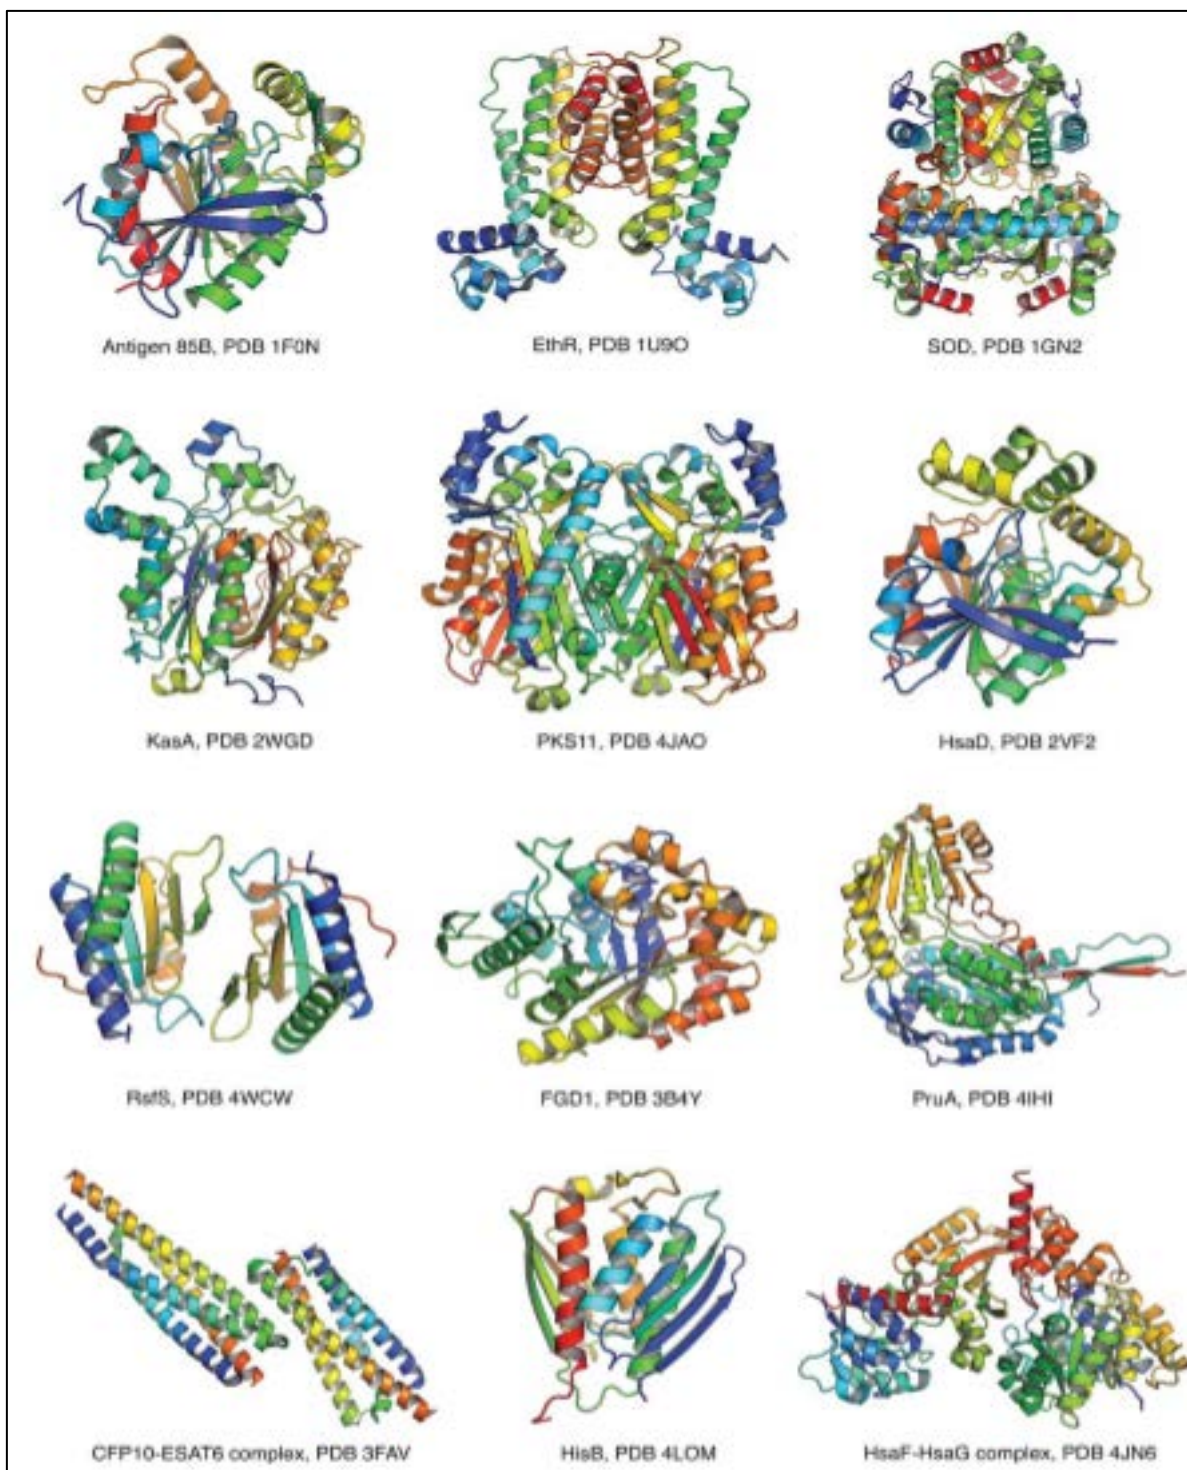 Antigen 85B, PDB 1F0N
EthR, PDB 1U9O
SOD, PDB 1GN2
KasA, PDB 2WGD
PKS11, PDB 4JAO
HsaD, PDB 2VF2
RsfS, PDB 4WCW
FGD1, PDB 3B4Y
PruA, PDB 4IHI
CFP10-ESAT6 complex, PDB 3FAV
HisB, PDB 4LOM
HsaF-HsaG complex, PDB 4JN6